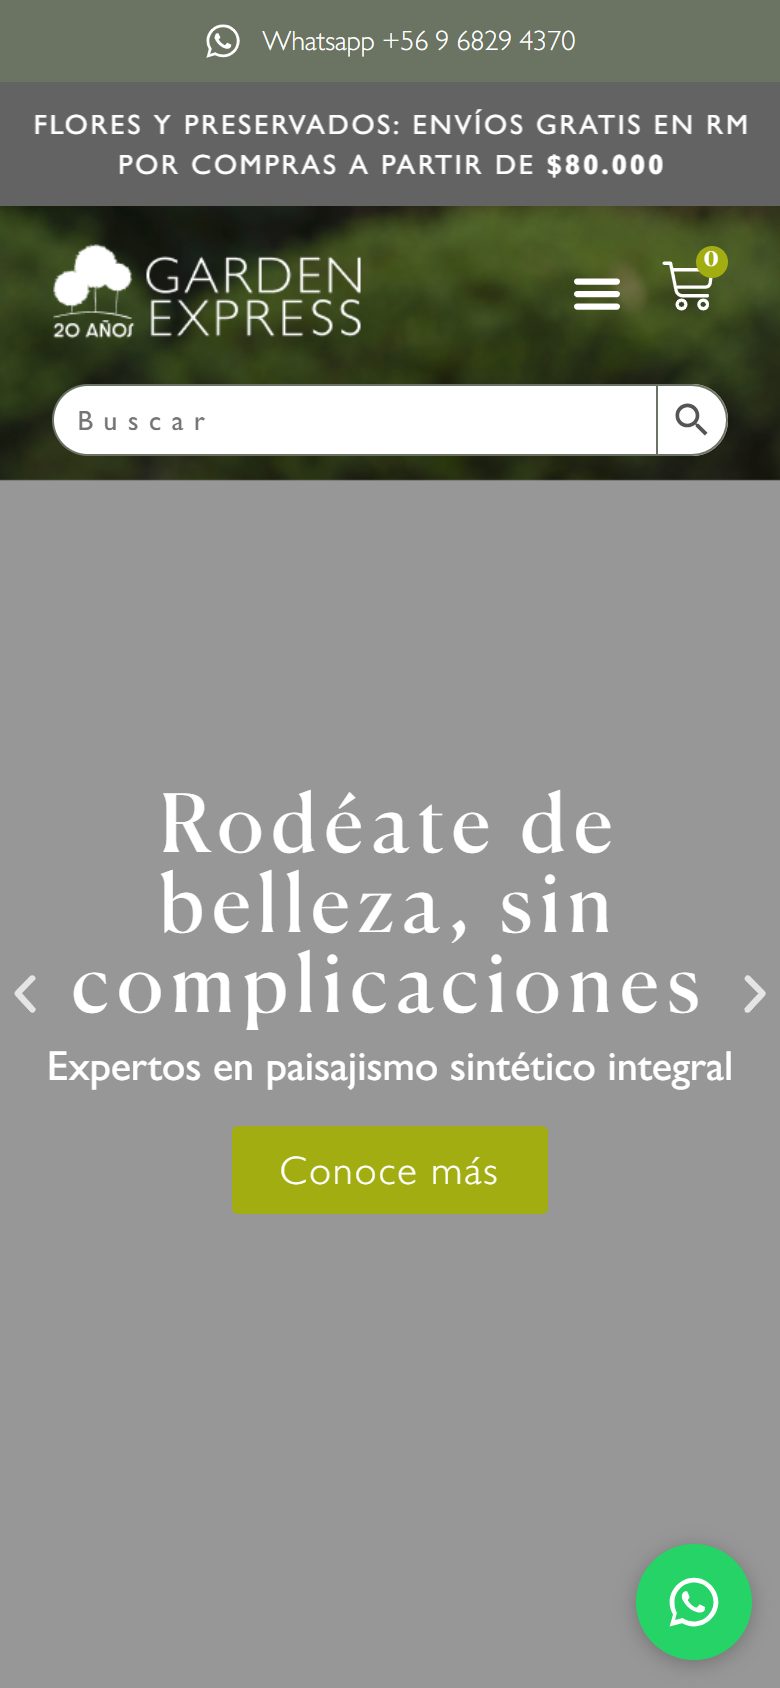 Whatsapp +56 9 6829 4370
FLORES Y PRESERVADOS: ENVÍOS GRATIS EN RM
POR COMPRAS A PARTIR DE $80.000
GARDEN
EXPRESS
20 AÑOS
0
Buscar
Rodéate de
belleza, sin
complicaciones
Expertos en paisajismo sintético integral
Conoce más